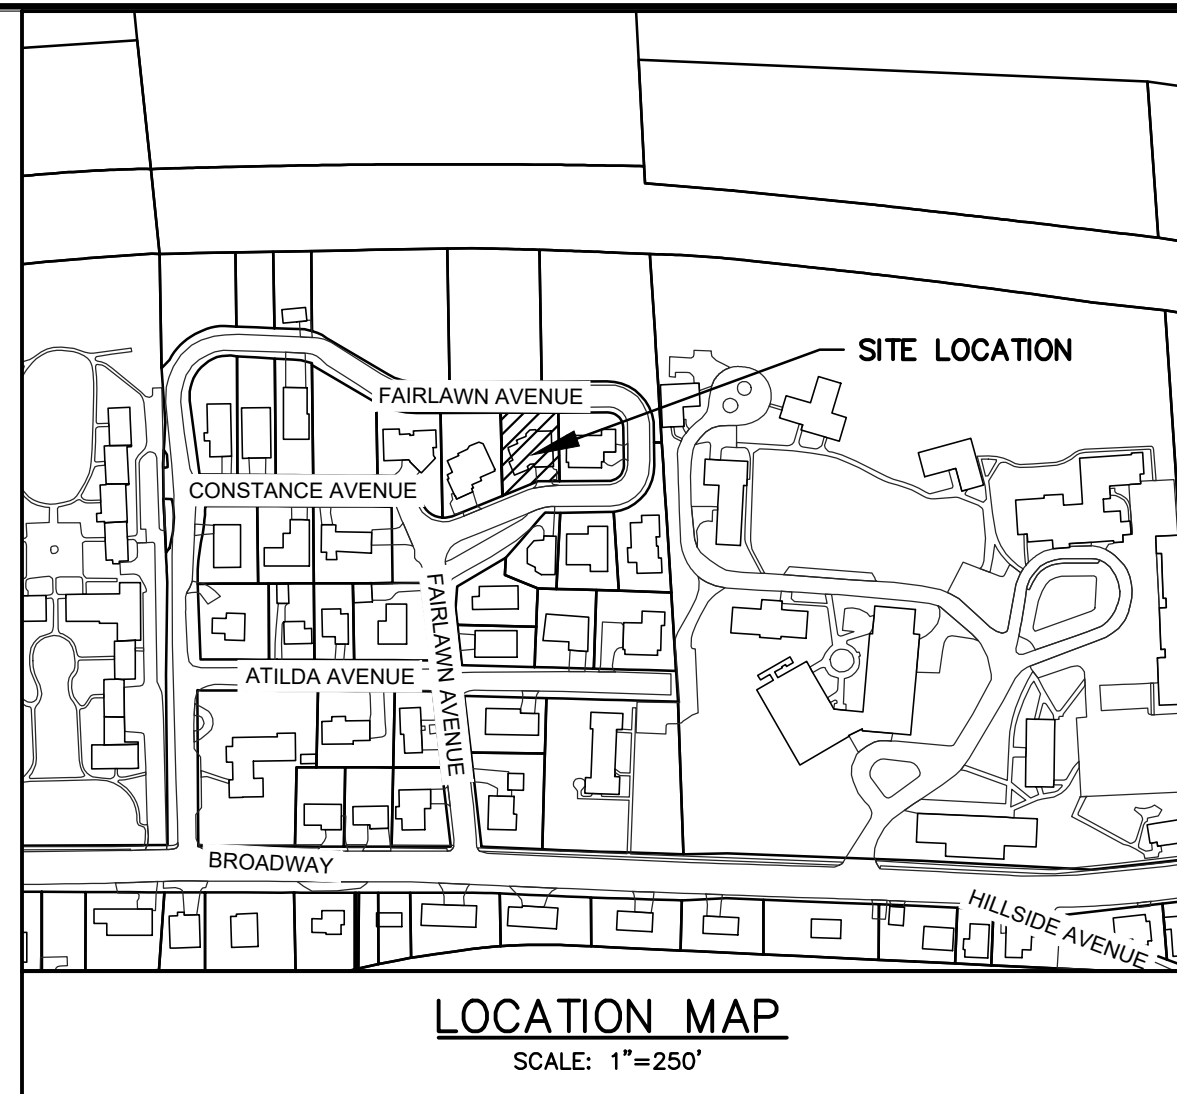 SITE LOCATION
FAIRLAWN AVENUE
CONSTANCE AVENUE
FAIRLAWN AVENUE
ATILDA AVENUE
BROADWAY
HILLSIDE AVENUE
LOCATION MAP
SCALE: 1"=250'